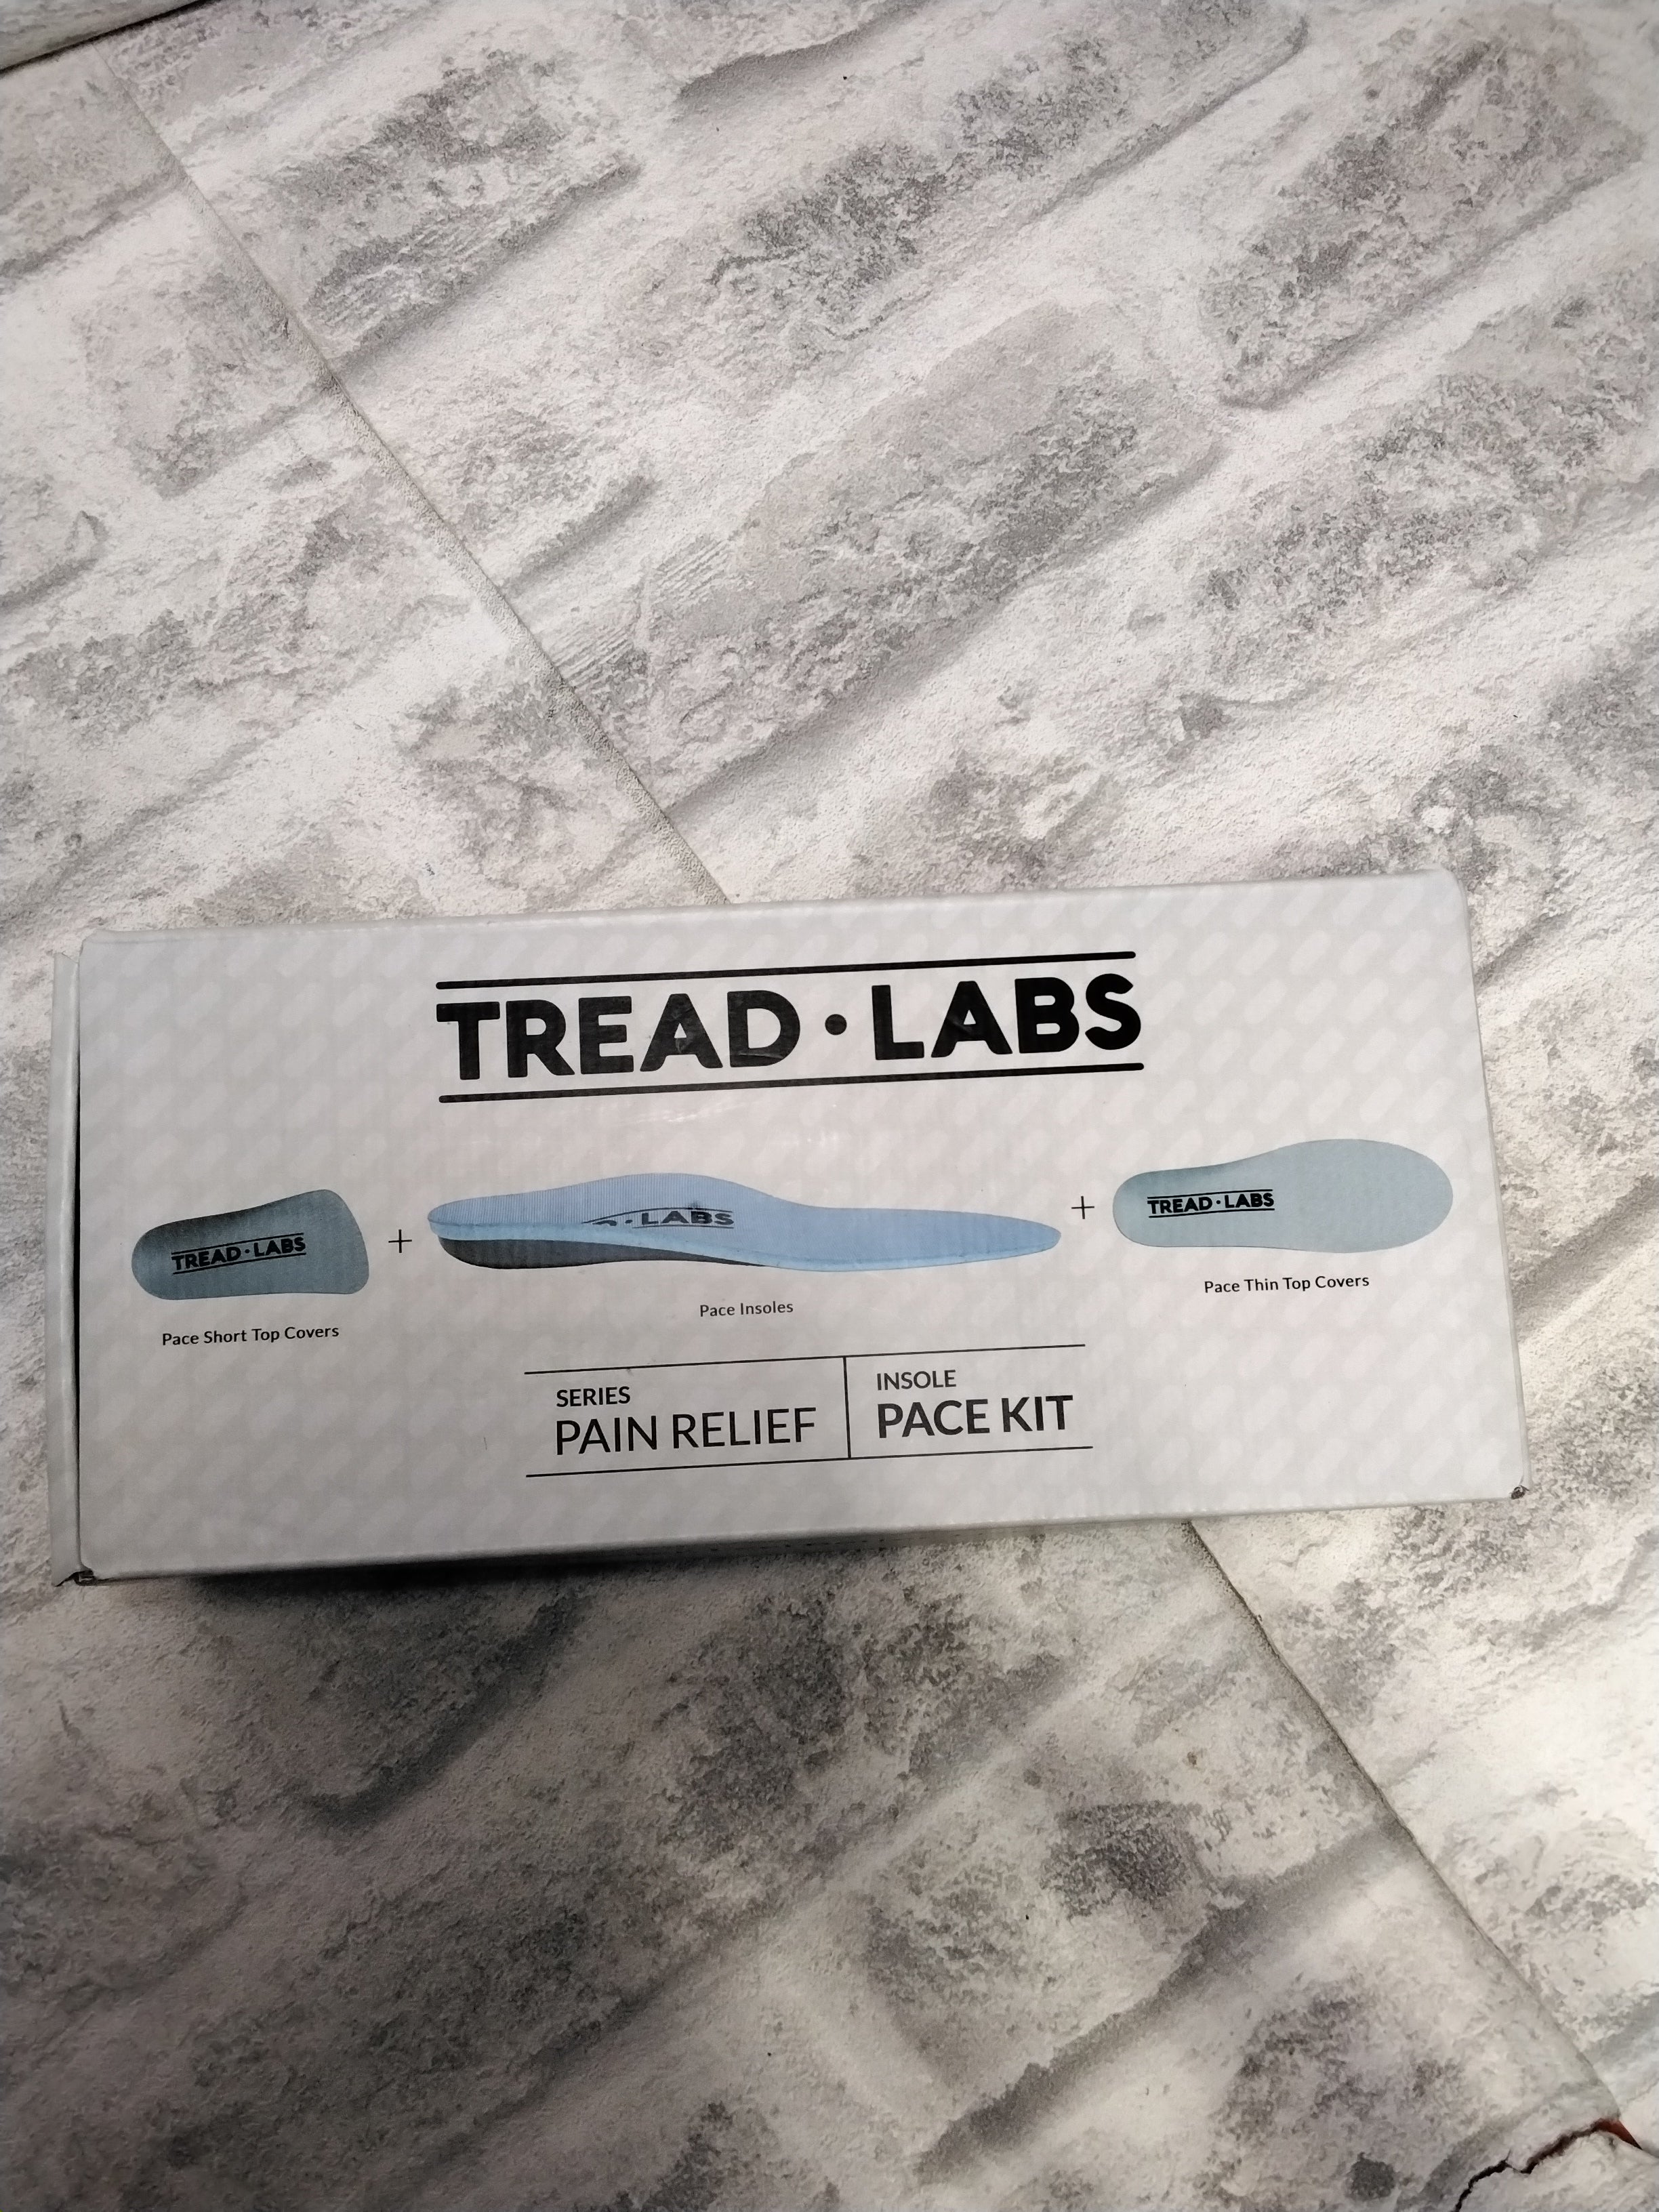 TREAD·LABS
TREAD·LABS
·LABS
TREAD·LABS
Pace Short Top Covers
Pace Insoles
Pace Thin Top Covers
SERIES
PAIN RELIEF
INSOLE
PACE KIT